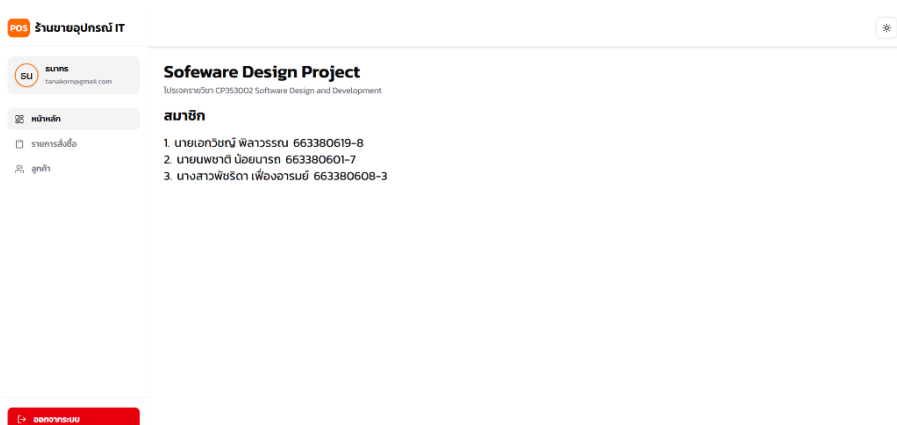 POS ร้านขายอุปกรณ์ IT
ธน ธนากร
tanakorn@gmail.com
หน้าหลัก
รายการสั่งซื้อ
ลูกค้า
ออกจากระบบ
Sofeware Design Project
โปรเจครายวิชา CP353002 Software Design and Development
สมาชิก
1. นายเอกวิชญ์ พิลาวรรณ 663380619-8
2. นายนพชาติ น้อยนารถ 663380601-7
3. นางสาวพัชริดา เฟื่องอารมย์ 663380608-3